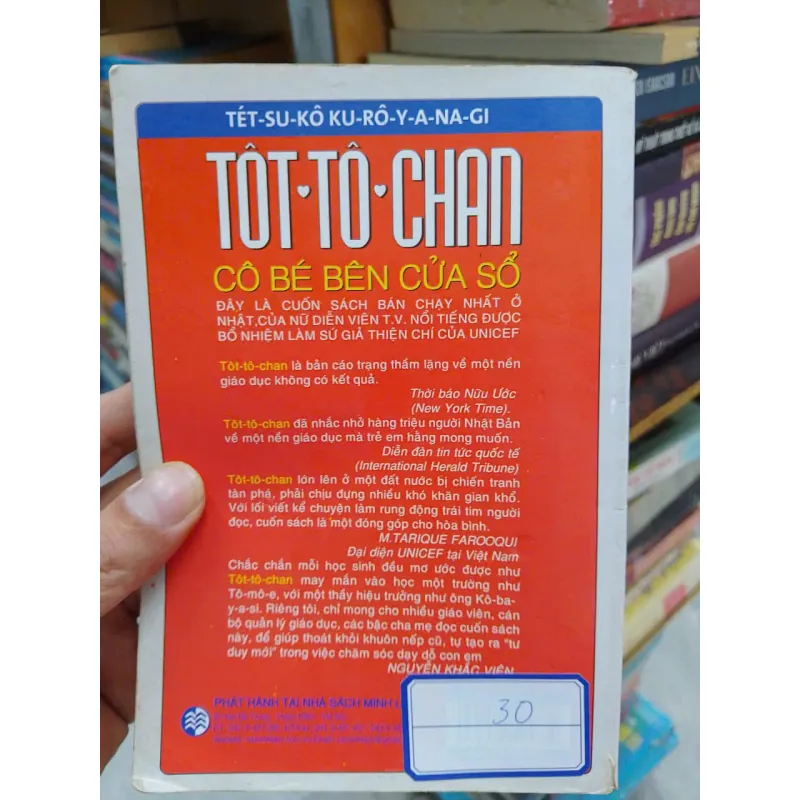 TÉT-SU-KÔ KU-RÔ-Y-A-NA-GI
TÔT•TÔ•CHAN
CÔ BÉ BÊN CỬA SỔ
ĐÂY LÀ CUỐN SÁCH BÁN CHẠY NHẤT Ở
NHẬT,CỦA NỮ DIỄN VIÊN T.V. NỔI TIẾNG ĐƯỢC
BỔ NHIỆM LÀM SỨ GIẢ THIỆN CHÍ CỦA UNICEF
Tôt-tô-chan là bản cáo trạng thầm lặng về một nền
giáo dục không có kết quả.
Thời báo Nữu Ước
(New York Time).
Tôt-tô-chan đã nhắc nhở hàng triệu người Nhật Bản
về một nền giáo dục mà trẻ em hằng mong muốn.
Diễn đàn tin tức quốc tế
(International Herald Tribune)
Tôt-tô-chan lớn lên ở một đất nước bị chiến tranh
tàn phá, phải chịu đựng nhiều khó khăn gian khổ.
Với lối viết kể chuyện làm rung động trái tim người
đọc, cuốn sách là một đóng góp cho hòa bình.
M.TARIQUE FAROOQUI
Đại diện UNICEF tại Việt Nam
Chắc chắn mỗi học sinh đều mơ ước được như
Tôt-tô-chan may mắn vào học một trường như
Tô-mô-e, với một thầy hiệu trưởng như ông Kô-ba-
y-a-si. Riêng tôi, chỉ mong cho nhiều giáo viên, cán
bộ quản lý giáo dục, các bậc cha mẹ đọc cuốn sách
này, để giúp thoát khỏi khuôn nếp cũ, tự tạo ra "tư
duy mới" trong việc chăm sóc dạy dỗ con em
NGUYỄN KHẮC VIỆN
PHÁT HÀNH TẠI NHÀ SÁCH MINH
30